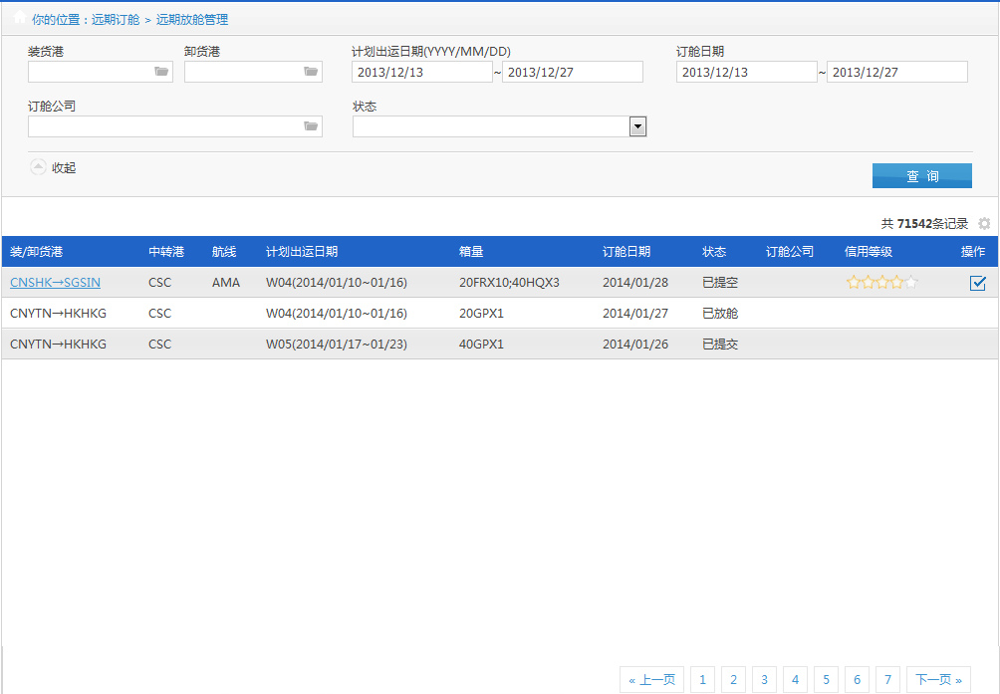 你的位置：远期订舱 > 远期放舱管理
装货港 卸货港 计划出运日期(YYYY/MM/DD) 订舱日期
2013/12/13 ~ 2013/12/27 2013/12/13 ~ 2013/12/27
订舱公司 状态
收起
查 询
共 71542条记录
装/卸货港 中转港 航线 计划出运日期 箱量 订舱日期 状态 订舱公司 信用等级 操作
CNSHK→SGSIN CSC AMA W04(2014/01/10~01/16) 20FRX10;40HQX3 2014/01/28 已提空
CNYTN→HKHKG CSC W04(2014/01/10~01/16) 20GPX1 2014/01/27 已放舱
CNYTN→HKHKG CSC W05(2014/01/17~01/23) 40GPX1 2014/01/26 已提交
« 上一页 1 2 3 4 5 6 7 下一页 »